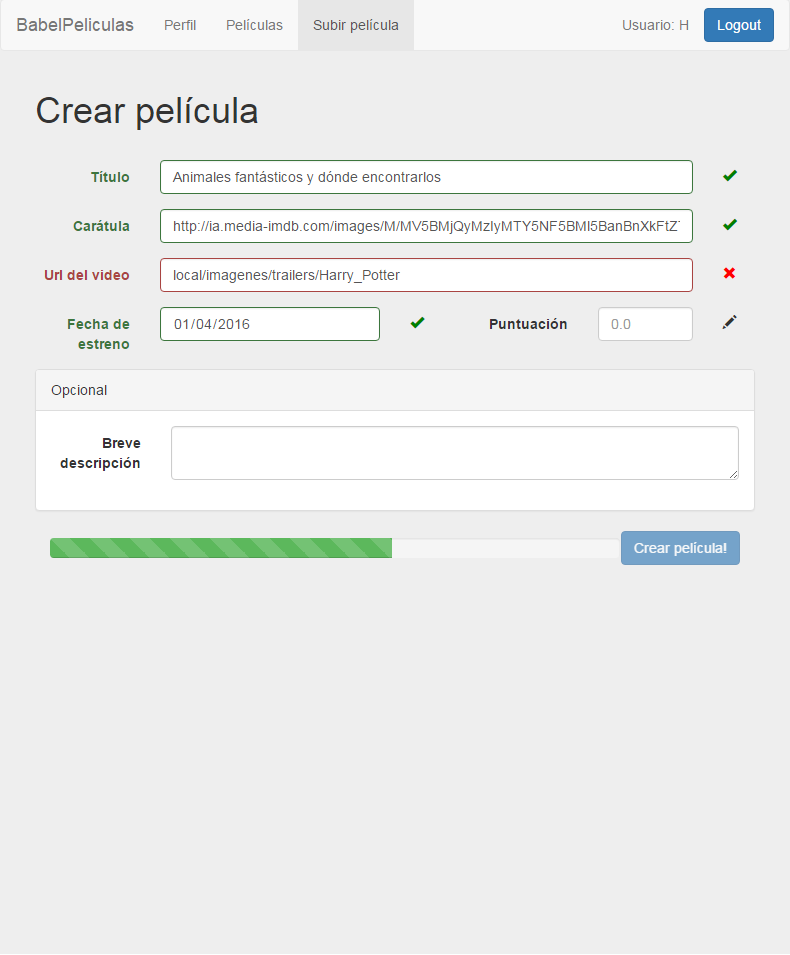 BabelPeliculas Perfil Películas Subir película Usuario: H Logout
Crear película
Título Animales fantásticos y dónde encontrarlos
Carátula http://ia.media-imdb.com/images/M/MV5BMjQyMzIyMTY5NF5BMl5BanBnXkFtZ
Url del video local/imagenes/trailers/Harry_Potter
Fecha de estreno 01/04/2016 Puntuación 0.0
Opcional
Breve
descripción
Crear película!